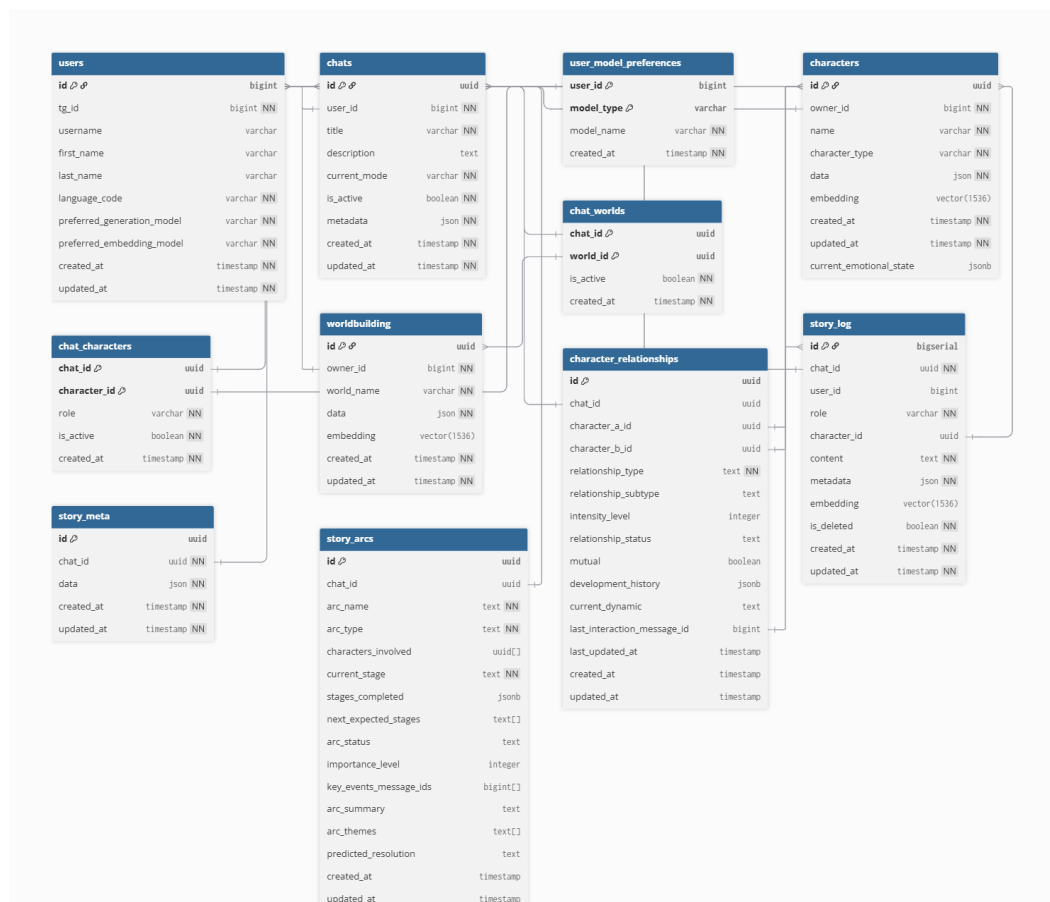 users
id bigint
tg_id bigint NN
username varchar
first_name varchar
last_name varchar
language_code varchar NN
preferred_generation_model varchar NN
preferred_embedding_model varchar NN
created_at timestamp NN
updated_at timestamp NN
chats
id uuid
user_id bigint NN
title varchar NN
description text
current_mode varchar NN
is_active boolean NN
metadata json NN
created_at timestamp NN
updated_at timestamp NN
user_model_preferences
user_id bigint
model_type varchar
model_name varchar NN
created_at timestamp NN
characters
id uuid
owner_id bigint NN
name varchar NN
character_type varchar NN
data json NN
embedding vector(1536)
created_at timestamp NN
updated_at timestamp NN
current_emotional_state jsonb
chat_worlds
chat_id uuid
world_id uuid
is_active boolean NN
created_at timestamp NN
chat_characters
chat_id uuid
character_id uuid
role varchar NN
is_active boolean NN
created_at timestamp NN
worldbuilding
id uuid
owner_id bigint NN
world_name varchar NN
data json NN
embedding vector(1536)
created_at timestamp NN
updated_at timestamp NN
character_relationships
id uuid
chat_id uuid
character_a_id uuid
character_b_id uuid
relationship_type text NN
relationship_subtype text
intensity_level integer
relationship_status text
mutual boolean
development_history jsonb
current_dynamic text
last_interaction_message_id bigint
last_updated_at timestamp
created_at timestamp
updated_at timestamp
story_log
id bigserial
chat_id uuid NN
user_id bigint
role varchar NN
character_id uuid
content text NN
metadata json NN
embedding vector(1536)
is_deleted boolean NN
created_at timestamp NN
updated_at timestamp NN
story_meta
id uuid
chat_id uuid NN
data json NN
created_at timestamp NN
updated_at timestamp NN
story_arcs
id uuid
chat_id uuid
arc_name text NN
arc_type text NN
characters_involved uuid[]
current_stage text NN
stages_completed jsonb
next_expected_stages text[]
arc_status text
importance_level integer
key_events_message_ids bigint[]
arc_summary text
arc_themes text[]
predicted_resolution text
created_at timestamp
updated_at timestamp